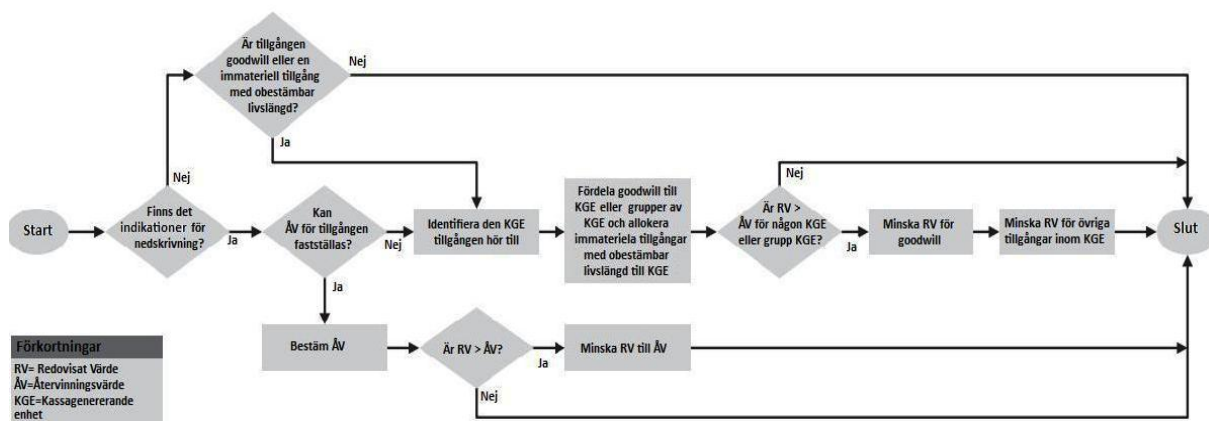 Är tillgången
goodwill eller en
immateriell tillgång
med obestämbar
livslängd?
Nej
Ja
Nej
Start
Finns det
indikationer för
nedskrivning?
Ja
Kan
ÅV för tillgången
fastställas?
Nej
Ja
Identifiera den KGE
tillgången hör till
Fördela goodwill till
KGE eller grupper av
KGE och allokera
immateriela tillgångar
med obestämbar
livslängd till KGE
Nej
Är RV >
ÅV för någon KGE
eller grupp KGE?
Ja
Minska RV för
goodwill
Minska RV för övriga
tillgångar inom KGE
Slut
Bestäm ÅV
Är RV > ÅV?
Ja
Nej
Minska RV till ÅV
Förkortningar
RV= Redovisat Värde
ÅV=Återvinningsvärde
KGE=Kassagenererande
enhet